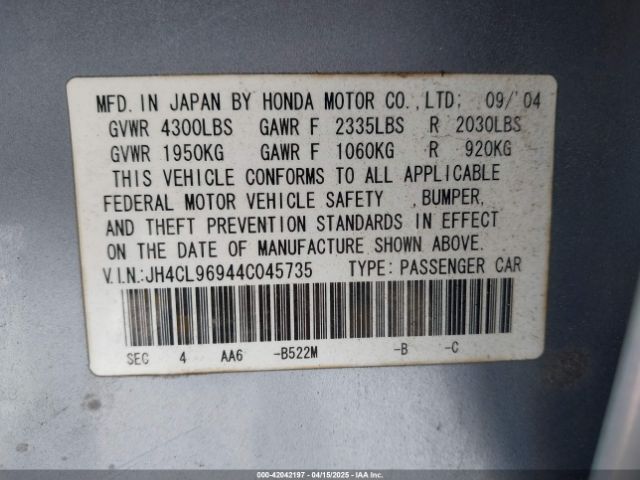 MFD. IN JAPAN BY HONDA MOTOR CO.,LTD; 09/'04
GVWR 4300LBS GAWR F 2335LBS R 2030LBS
GVWR 1950KG GAWR F 1060KG R 920KG
THIS VEHICLE CONFORMS TO ALL APPLICABLE
FEDERAL MOTOR VEHICLE SAFETY ,BUMPER,
AND THEFT PREVENTION STANDARDS IN EFFECT
ON THE DATE OF MANUFACTURE SHOWN ABOVE.
V.I.N.:JH4CL96944C045735 TYPE: PASSENGER CAR
SEC 4 AA6 -B522M -B -C
000-42042197 - 04/15/2025 - IAAI.COM